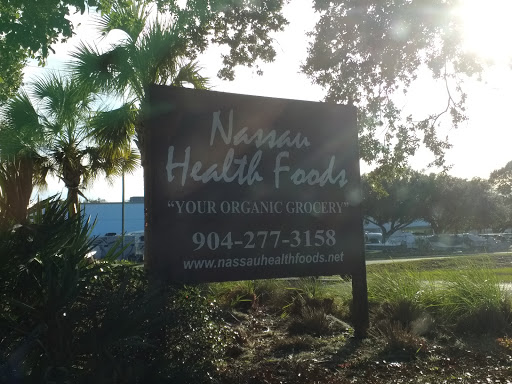 Nassau
Health Foods
"YOUR ORGANIC GROCERY"
904-277-3158
www.nassauhealthfoods.net